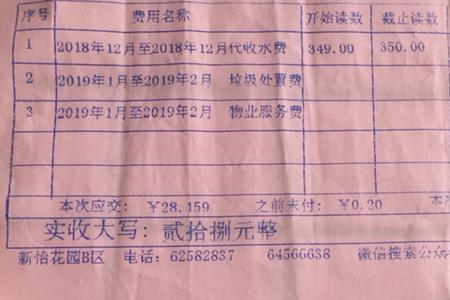 序号 费用名称 开始读数 截止读数
1 2018年12月至2018年12月代收水费 349.00 350.00
2 2019年1月至2019年2月 垃圾处置费
3 2019年1月至2019年2月 物业服务费
本次应交: ￥28.159 之前未付: ￥0.20
实收大写: 贰拾捌元整
新怡花园B区 电话: 62582837 64566638 微信搜索公众